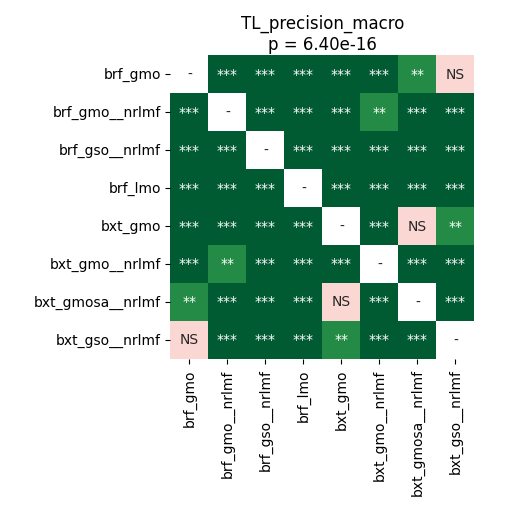 TL_precision_macro
p = 6.40e-16
brf_gmo - *** *** *** *** *** ** NS
brf_gmo__nrlmf *** - *** *** *** ** *** ***
brf_gso__nrlmf *** *** - *** *** *** *** ***
brf_lmo *** *** *** - *** *** *** ***
bxt_gmo *** *** *** *** - *** NS **
bxt_gmo__nrlmf *** ** *** *** *** - *** ***
bxt_gmosa__nrlmf ** *** *** *** NS *** - ***
bxt_gso__nrlmf NS *** *** *** ** *** *** -
brf_gmo
brf_gmo__nrlmf
brf_gso__nrlmf
brf_lmo
bxt_gmo
bxt_gmo__nrlmf
bxt_gmosa__nrlmf
bxt_gso__nrlmf